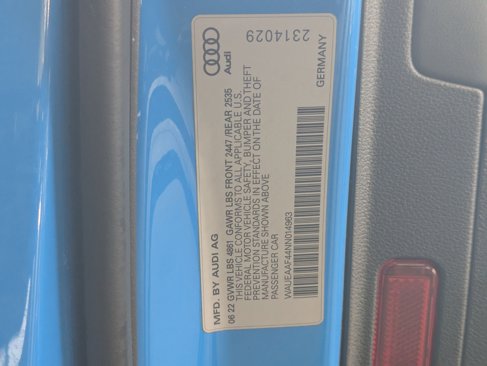 2314029
Audi
GERMANY
MFD. BY AUDI AG
06 22 GVWR LBS 4861 GAWR LBS FRONT 2447 /REAR 2535
THIS VEHICLE CONFORMS TO ALL APPLICABLE U.S.
FEDERAL MOTOR VEHICLE SAFETY, BUMPER AND THEFT
PREVENTION STANDARDS IN EFFECT ON THE DATE OF
MANUFACTURE SHOWN ABOVE
PASSENGER CAR
WAUEAAF44NN014963